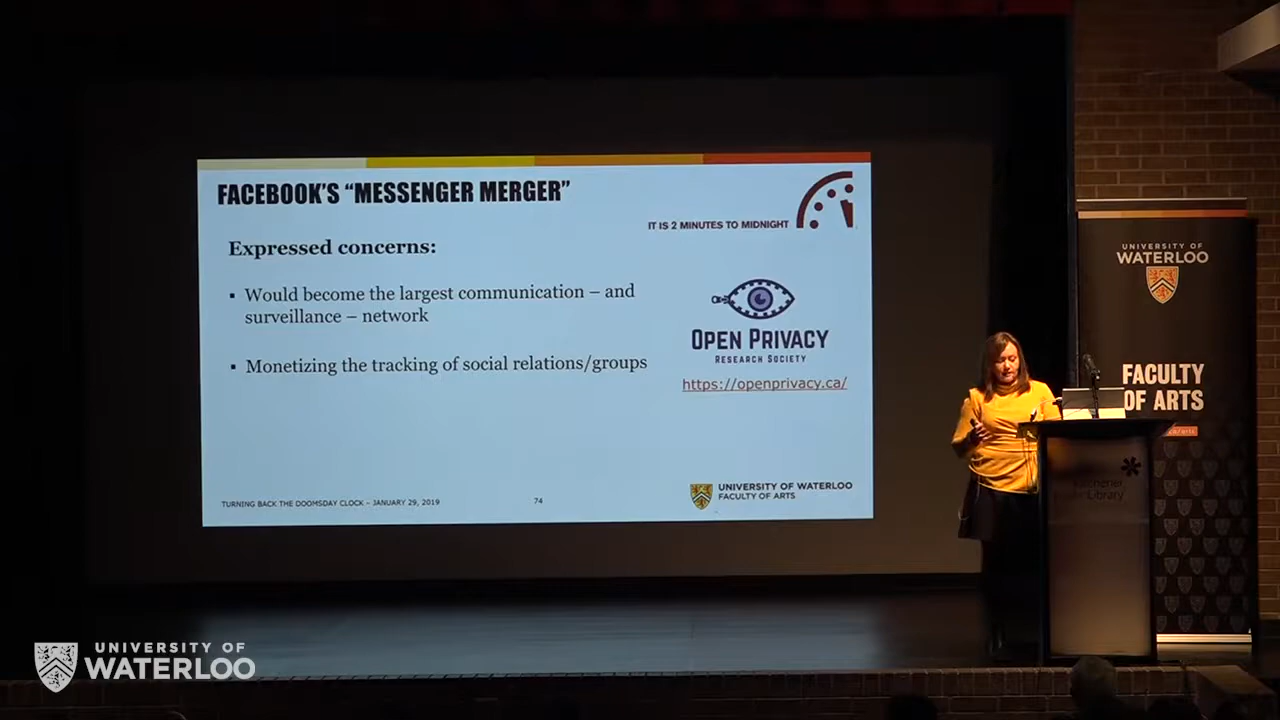 FACEBOOK'S “MESSENGER MERGER”
IT IS 2 MINUTES TO MIDNIGHT
Expressed concerns:
▪ Would become the largest communication – and
surveillance – network
▪ Monetizing the tracking of social relations/groups
OPEN PRIVACY
RESEARCH SOCIETY
https://openprivacy.ca/
TURNING BACK THE DOOMSDAY CLOCK – JANUARY 29, 2019
74
UNIVERSITY OF WATERLOO
FACULTY OF ARTS
UNIVERSITY OF
WATERLOO
FACULTY
OF ARTS
Library
UNIVERSITY OF
WATERLOO